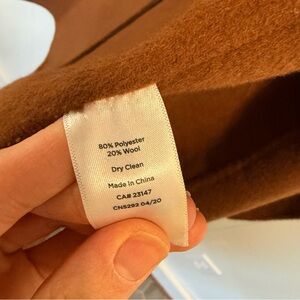 80% Polyester
20% Wool
Dry Clean
Made in China
CA# 23147
CN5292 04/20